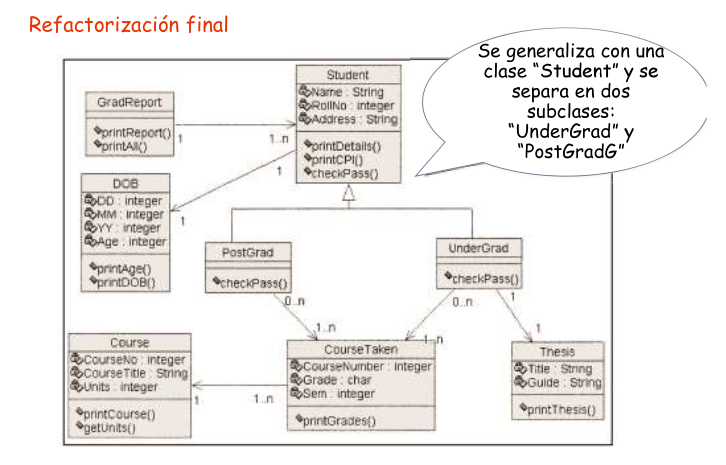 Refactorización final
Se generaliza con una
clase "Student" y se
separa en dos
subclases:
"UnderGrad" y
"PostGradG"
Student
Name : String
RollNo : integer
Address : String
printDetails()
printCPI()
checkPass()
GradReport
printReport()
printAll()
1
1..n
1
1
DOB
DD : integer
MM : integer
YY : integer
Age : integer
printAge()
printDOB()
PostGrad
checkPass()
UnderGrad
checkPass()
0..n
1..n
0..n
1..n
1
1
Course
CourseNo : integer
CourseTitle : String
Units : integer
printCourse()
getUnits()
1
1..n
CourseTaken
CourseNumber : integer
Grade : char
Sem : integer
printGrades()
Thesis
Title : String
Guide : String
printThesis()